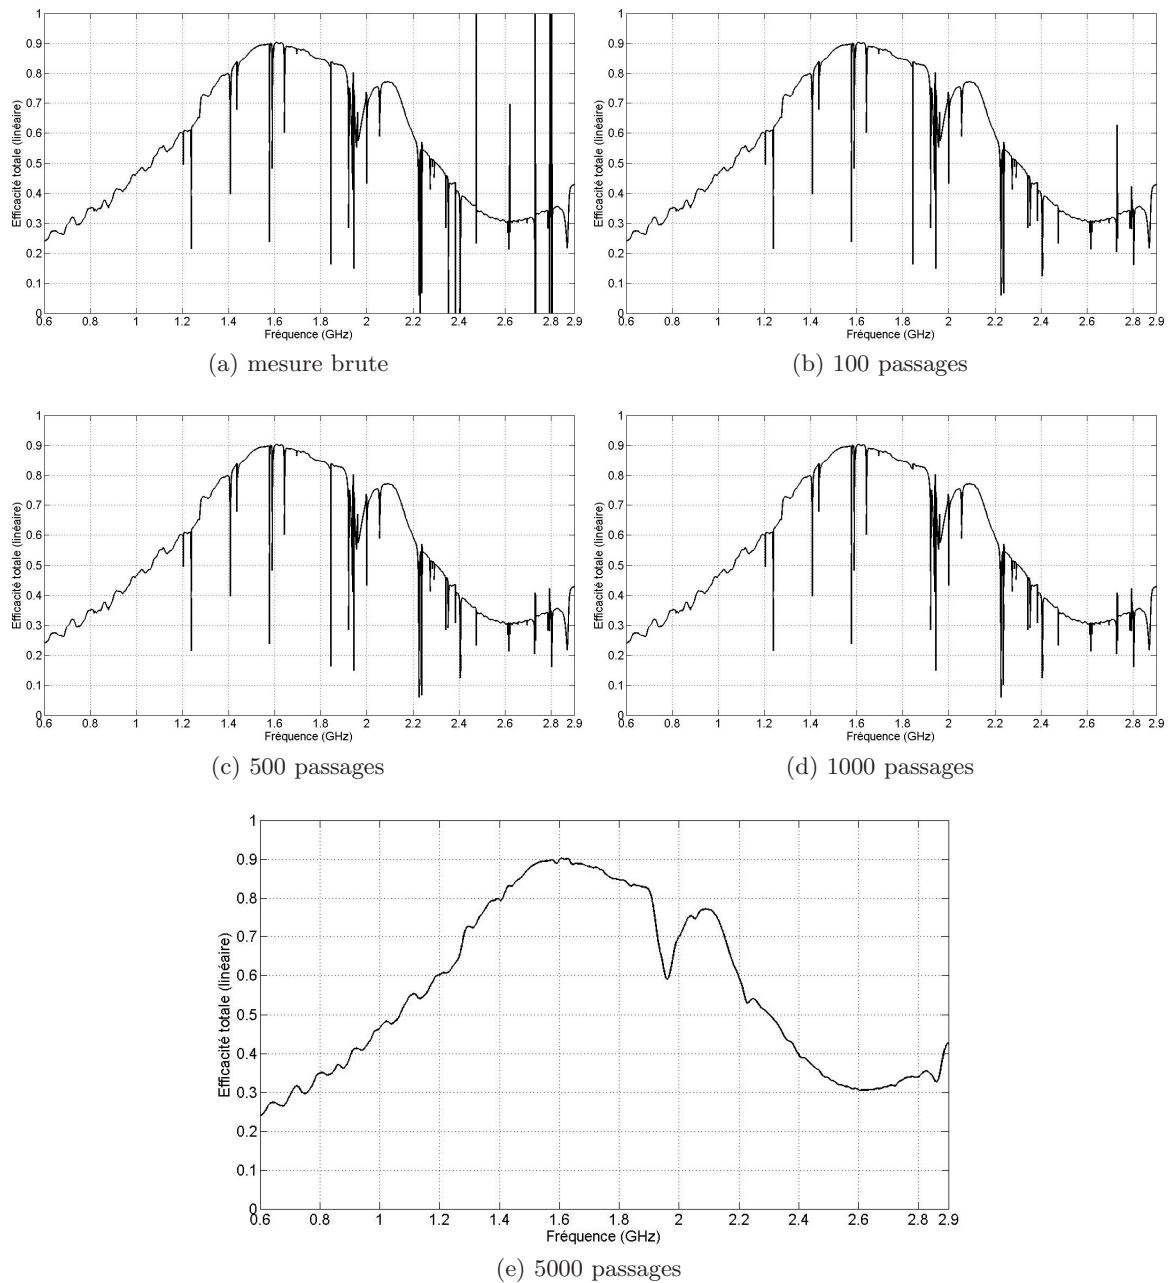 1
0.9
0.8
0.7
0.6
0.5
0.4
0.3
0.2
0.1
0
Efficacité totale (linéaire)
0.6 0.8 1 1.2 1.4 1.6 1.8 2 2.2 2.4 2.6 2.8 2.9
Fréquence (GHz)
(a) mesure brute
1
0.9
0.8
0.7
0.6
0.5
0.4
0.3
0.2
0.1
0
Efficacité totale (linéaire)
0.6 0.8 1 1.2 1.4 1.6 1.8 2 2.2 2.4 2.6 2.8 2.9
Fréquence (GHz)
(b) 100 passages
1
0.9
0.8
0.7
0.6
0.5
0.4
0.3
0.2
0.1
0
Efficacité totale (linéaire)
0.6 0.8 1 1.2 1.4 1.6 1.8 2 2.2 2.4 2.6 2.8 2.9
Fréquence (GHz)
(c) 500 passages
1
0.9
0.8
0.7
0.6
0.5
0.4
0.3
0.2
0.1
0
Efficacité totale (linéaire)
0.6 0.8 1 1.2 1.4 1.6 1.8 2 2.2 2.4 2.6 2.8 2.9
Fréquence (GHz)
(d) 1000 passages
1
0.9
0.8
0.7
0.6
0.5
0.4
0.3
0.2
0.1
0
Efficacité totale (linéaire)
0.6 0.8 1 1.2 1.4 1.6 1.8 2 2.2 2.4 2.6 2.8 2.9
Fréquence (GHz)
(e) 5000 passages